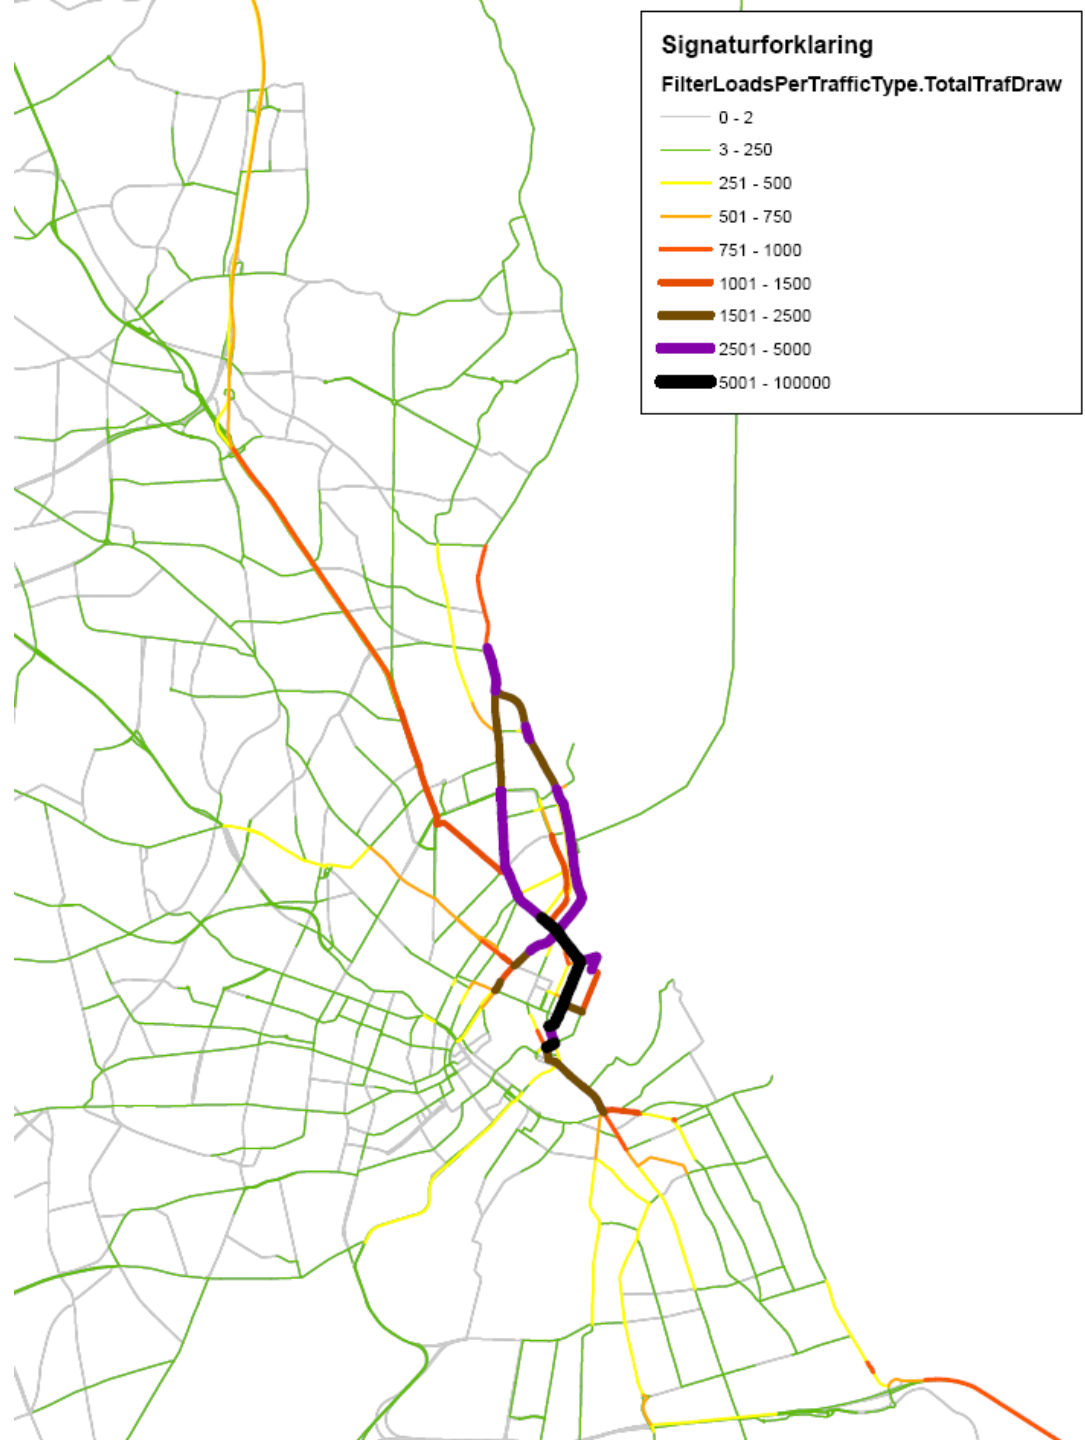 Signaturforklaring
FilterLoadsPerTrafficType.TotalTrafDraw
0 - 2
3 - 250
251 - 500
501 - 750
751 - 1000
1001 - 1500
1501 - 2500
2501 - 5000
5001 - 100000